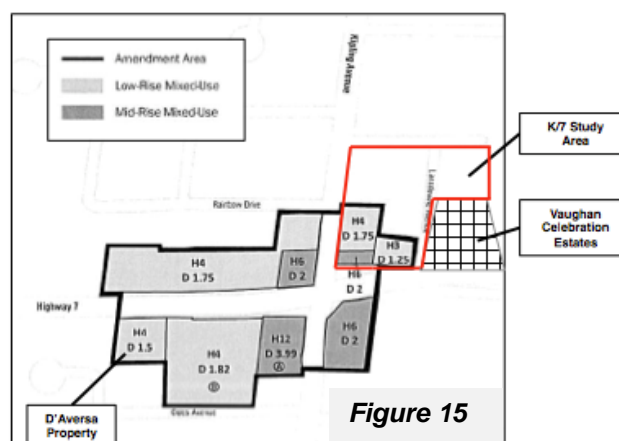 Amendment Area
Low-Rise Mixed-Use
Mid-Rise Mixed-Use
Kipling Avenue
K/7 Study
Area
Rainbow Drive
Vaughan
Celebration
Estates
H4
D 1.75
H3
D 1.25
H4
D 1.75
H6
D 2
H6
D 2
Highway 7
H4
D 1.5
H4
D 1.82
B
H12
D 3.99
A
H6
D 2
D'Aversa
Property
Figure 15